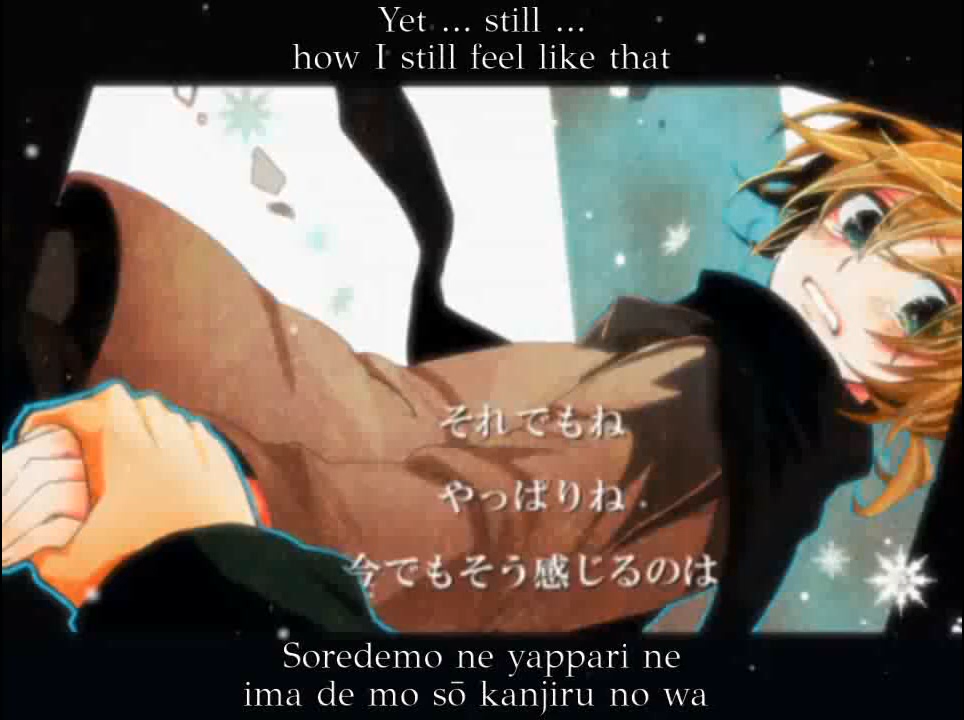 Yet ... still ...
how I still feel like that
それでもね
やっぱりね
今でもそう感じるのは
Soredemo ne yappari ne
ima de mo sō kanjiru no wa